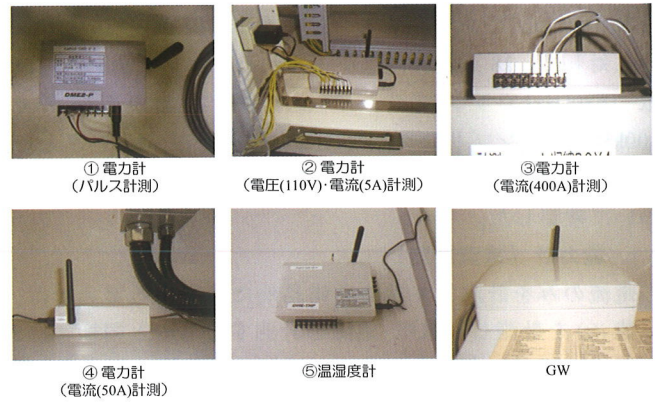 DME2-P
① 電力計
(パルス計測)
② 電力計
(電圧(110V)・電流(5A)計測)
③電力計
(電流(400A)計測)
④ 電力計
(電流(50A)計測)
⑤温湿度計
GW